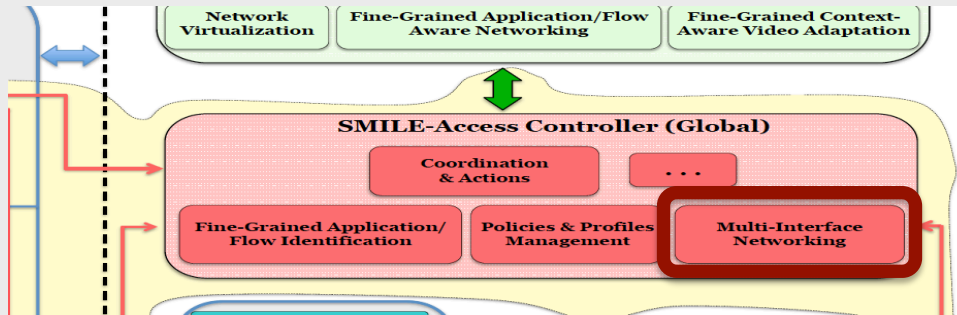 Network
Virtualization
Fine-Grained Application/Flow
Aware Networking
Fine-Grained Context-
Aware Video Adaptation
SMILE-Access Controller (Global)
Coordination
& Actions
...
Fine-Grained Application/
Flow Identification
Policies & Profiles
Management
Multi-Interface
Networking